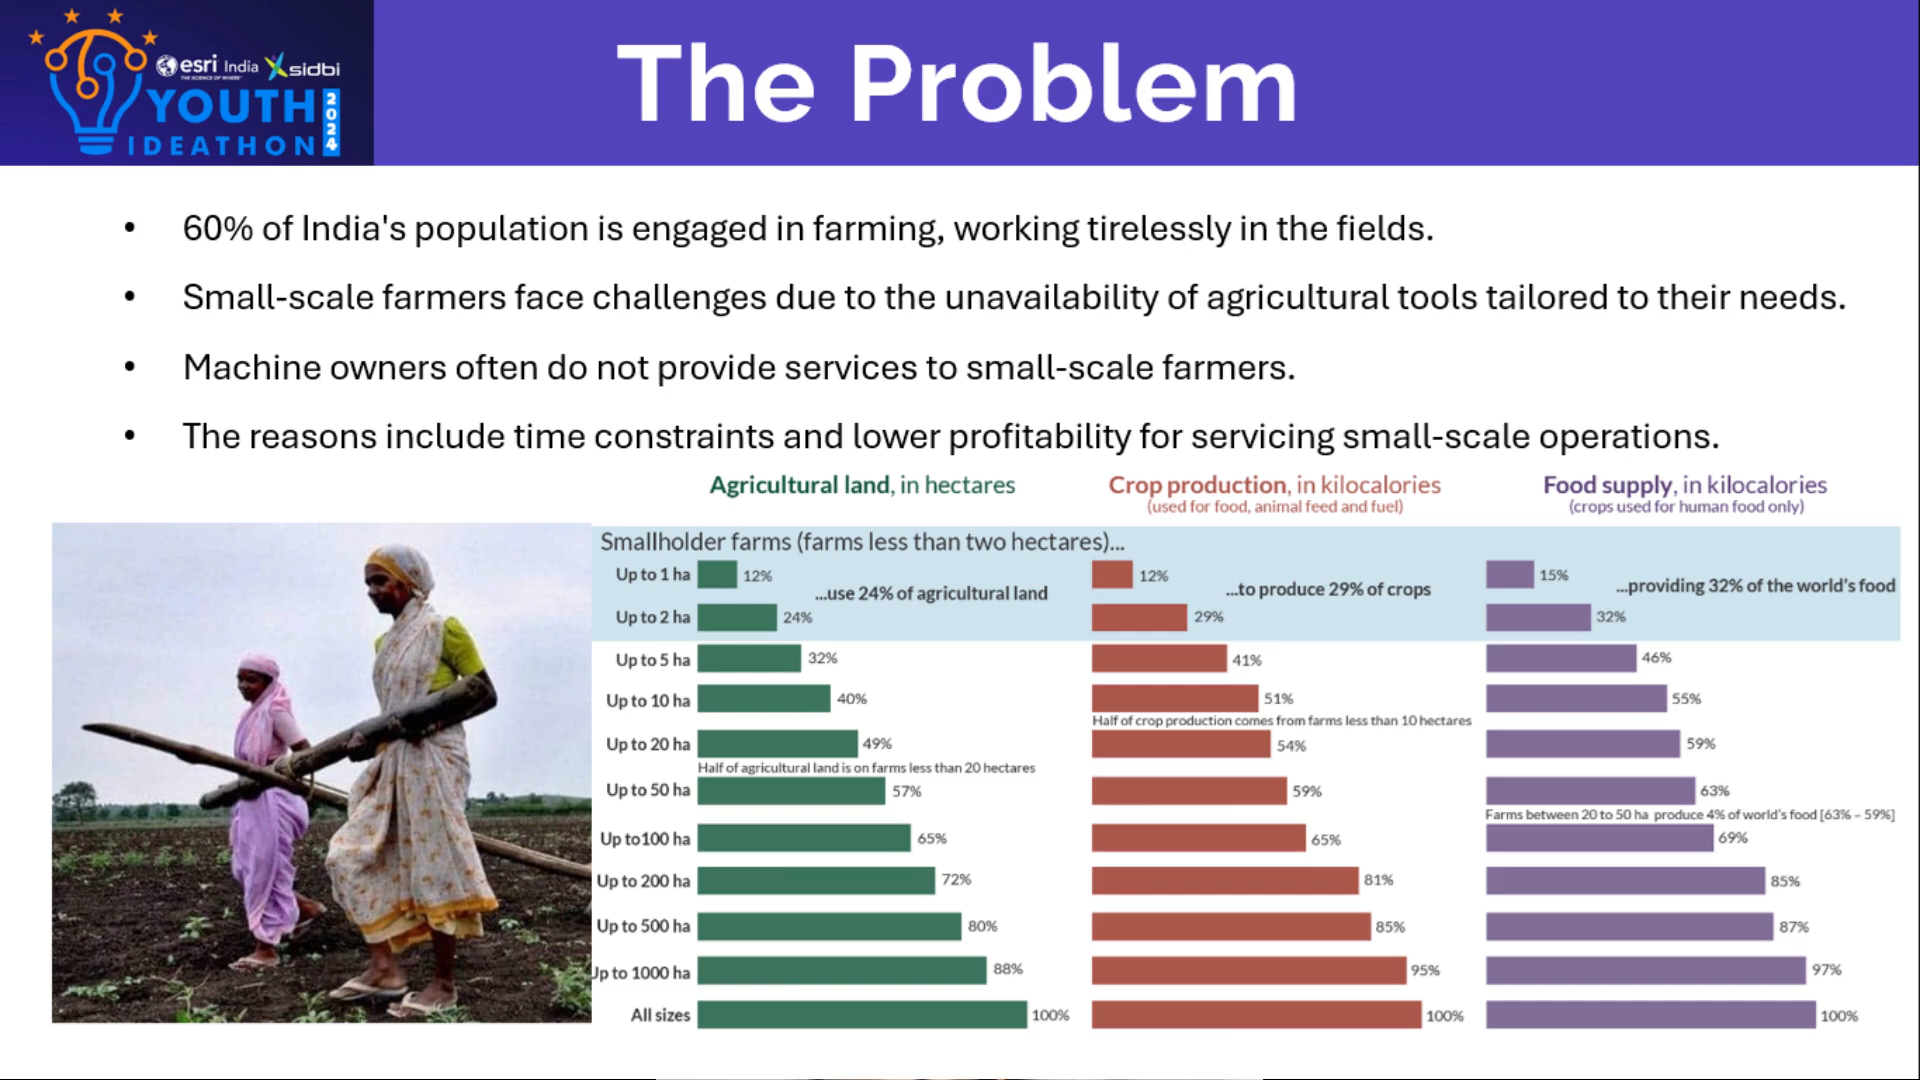 esri India
THE SCIENCE OF WHERE
sidbi
YOUTH
IDEATHON
2024
The Problem
• 60% of India's population is engaged in farming, working tirelessly in the fields.
• Small-scale farmers face challenges due to the unavailability of agricultural tools tailored to their needs.
• Machine owners often do not provide services to small-scale farmers.
• The reasons include time constraints and lower profitability for servicing small-scale operations.
Agricultural land, in hectares
Crop production, in kilocalories
(used for food, animal feed and fuel)
Food supply, in kilocalories
(crops used for human food only)
Smallholder farms (farms less than two hectares)...
Up to 1 ha 12% 12% 15%
...use 24% of agricultural land ...to produce 29% of crops ...providing 32% of the world's food
Up to 2 ha 24% 29% 32%
Up to 5 ha 32% 41% 46%
Up to 10 ha 40% 51% 55%
Half of crop production comes from farms less than 10 hectares
Up to 20 ha 49% 54% 59%
Half of agricultural land is on farms less than 20 hectares
Up to 50 ha 57% 59% 63%
Farms between 20 to 50 ha produce 4% of world's food [63% – 59%]
Up to100 ha 65% 65% 69%
Up to 200 ha 72% 81% 85%
Up to 500 ha 80% 85% 87%
Up to 1000 ha 88% 95% 97%
All sizes 100% 100% 100%